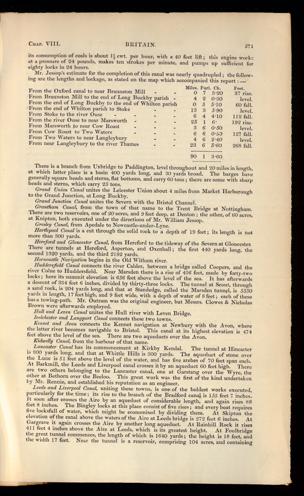 CHAP. VIII. BRITAIN. 371
its consumption of coals is about 1¼ cwt. per hour, with a 40 feet lift; this engine works
at a pressure of 24 pounds, makes ten strokes per minute, and pumps up sufficient for
eighty locks in 24 hours.
Mr. Jessop's estimate for the completion of this canal was nearly quadrupled; the follow-
ing are the lengths and lockage, as stated on the map which accompanied this report: —
Miles. Furl. Ch. Feet.
From the Oxford canal to near Braunston Mill - - 0 7 3·20 37 rise.
From Braunston Mill to the end of Long Buckby parish - 4 2 0·30 level.
From the end of Long Buckby to the end of Whilton parish 0 5 5·10 60 fall.
From the end of Whilton parish to Stoke - - 13 3 3·90 level.
From Stoke to the river Ouse - - - 6 4 4·10 112 fall.
From the river Ouse to near Marsworth - - 25 1 6· 192 rise.
From Marsworth to near Cow Roost - - 3 6 0·50 level.
From Cow Roost to Two Waters - - - 6 6 0·53 127 fall.
From Two Waters to near Langleybury - - 5 2 2·40 level.
From near Langleybury to the river Thames - - 23 6 5·60 268 fall.
90 1 3·03
There is a branch from Uxbridge to Paddington, level throughout and 20 miles in length,
at which latter place is a basin 400 yards long, and 30 yards broad. The barges have
generally square heads and sterns, flat bottoms, and carry 60 tons; there are some with sharp
heads and sterns, which carry 25 tons.
Grand Union Canal unites the Leicester Union about 4 miles from Market Harborough
to the Grand Junction, at Long Buckby.
Grand Junction Canal unites the Severn with the Bristol Channel.
Grantham Canal, from the town of that name to the Trent Bridge at Nottingham.
There are two reservoirs, one of 20 acres, and 9 feet deep, at Denton; the other, of 60 acres,
at Knipton, both executed under the directions of Mr. William Jessop.
Gresley Canal, from Apedale to Newcastle-under-Lyne.
Hartlepool Canal is a cut through the solid rock to a depth of 19 feet; its length is not
more than 300 yards.
Hereford and Gloucester Canal, from Hereford to the tideway of the Severn at Gloucester.
There are tunnels at Hereford, Asperton, and Oxenhall; the first 440 yards long, the
second 1320 yards, and the third 2192 yards.
Horncastle Navigation begins in the Old Witham river.
Huddersfield Canal connects the river Calder, between a bridge called Coopers, and the
river Colne to Huddersfield. Near Marsden there is a rise of 436 feet, made by forty-two
locks; here its summit elevation is 656 feet above the level of the sea. It has afterwards
a descent of 334 feet 6 inches, divided by thirty-three locks. The tunnel at Scout, through
a sand rock, is 204 yards long, and that at Standedge, called the Marsden tunnel, is 5350
yards in length, 17 feet high, and 9 feet wide, with a depth of water of 8 feet; each of these
has a towing-path. Mr. Outram was the original engineer, but Messrs. Clowes & Nicholas
Brown were afterwards employed.
Hull and Leven Canal unites the Hull river with Leven Bridge.
Ivelchester and Langport Canal connects these two towns.
Kennet and Avon connects the Kennet navigation at Newbury with the Avon, where
the latter river becomes navigable to Bristol. This canal at its highest elevation is 474
feet above the level of the sea. There are two aqueducts over the Avon.
Kidwelly Canal, from the harbour of that name.
Lancaster Canal has its commencement at Kirkby Kendal. The tunnel at Hincaster
is 800 yards long, and that at Whittle Hills is 300 yards. The aqueduct of stone over
the Loyne is 51 feet above the level of the water, and has five arches of 70 feet span each.
At Barkmill, the Leeds and Liverpool canal crosses it by an aqueduct 60 feet high. There
are two others belonging to the Lancaster canal, one at Garstang over the Wyre, the
other at Beetham over the Beeloo. This great work was the first of the kind undertaken
by Mr. Rennie, and established his reputation as an engineer.
Leeds and Liverpool Canal, uniting these towns, is one of the boldest works executed,
particularly for the time; its rise to the branch of the Bradford canal is 155 feet 7 inches.
It soon after crosses the Aire by an aqueduct of considerable length, and again rises 88
feet 8 inches. The Bingley locks at this place consist of five rises; and every boat requires
five lockfull of water, which might be economised by dividing them. At Skipton the
elevation of the canal above the waters of the Aire at Leeds bridge is 272 feet 6 inches. At
Gargrave it again crosses the Aire by another long aqueduct. At Rainhill Rock it rises
411 feet 4 inches above the Aire at Leeds, which is its greatest height. At Foulbridge
the great tunnel commences, the length of which is 1640 yards; the height is 18 feet, and
the width 17 feet. Near the tunnel is a reservoir, comprising 104 acres, and containing